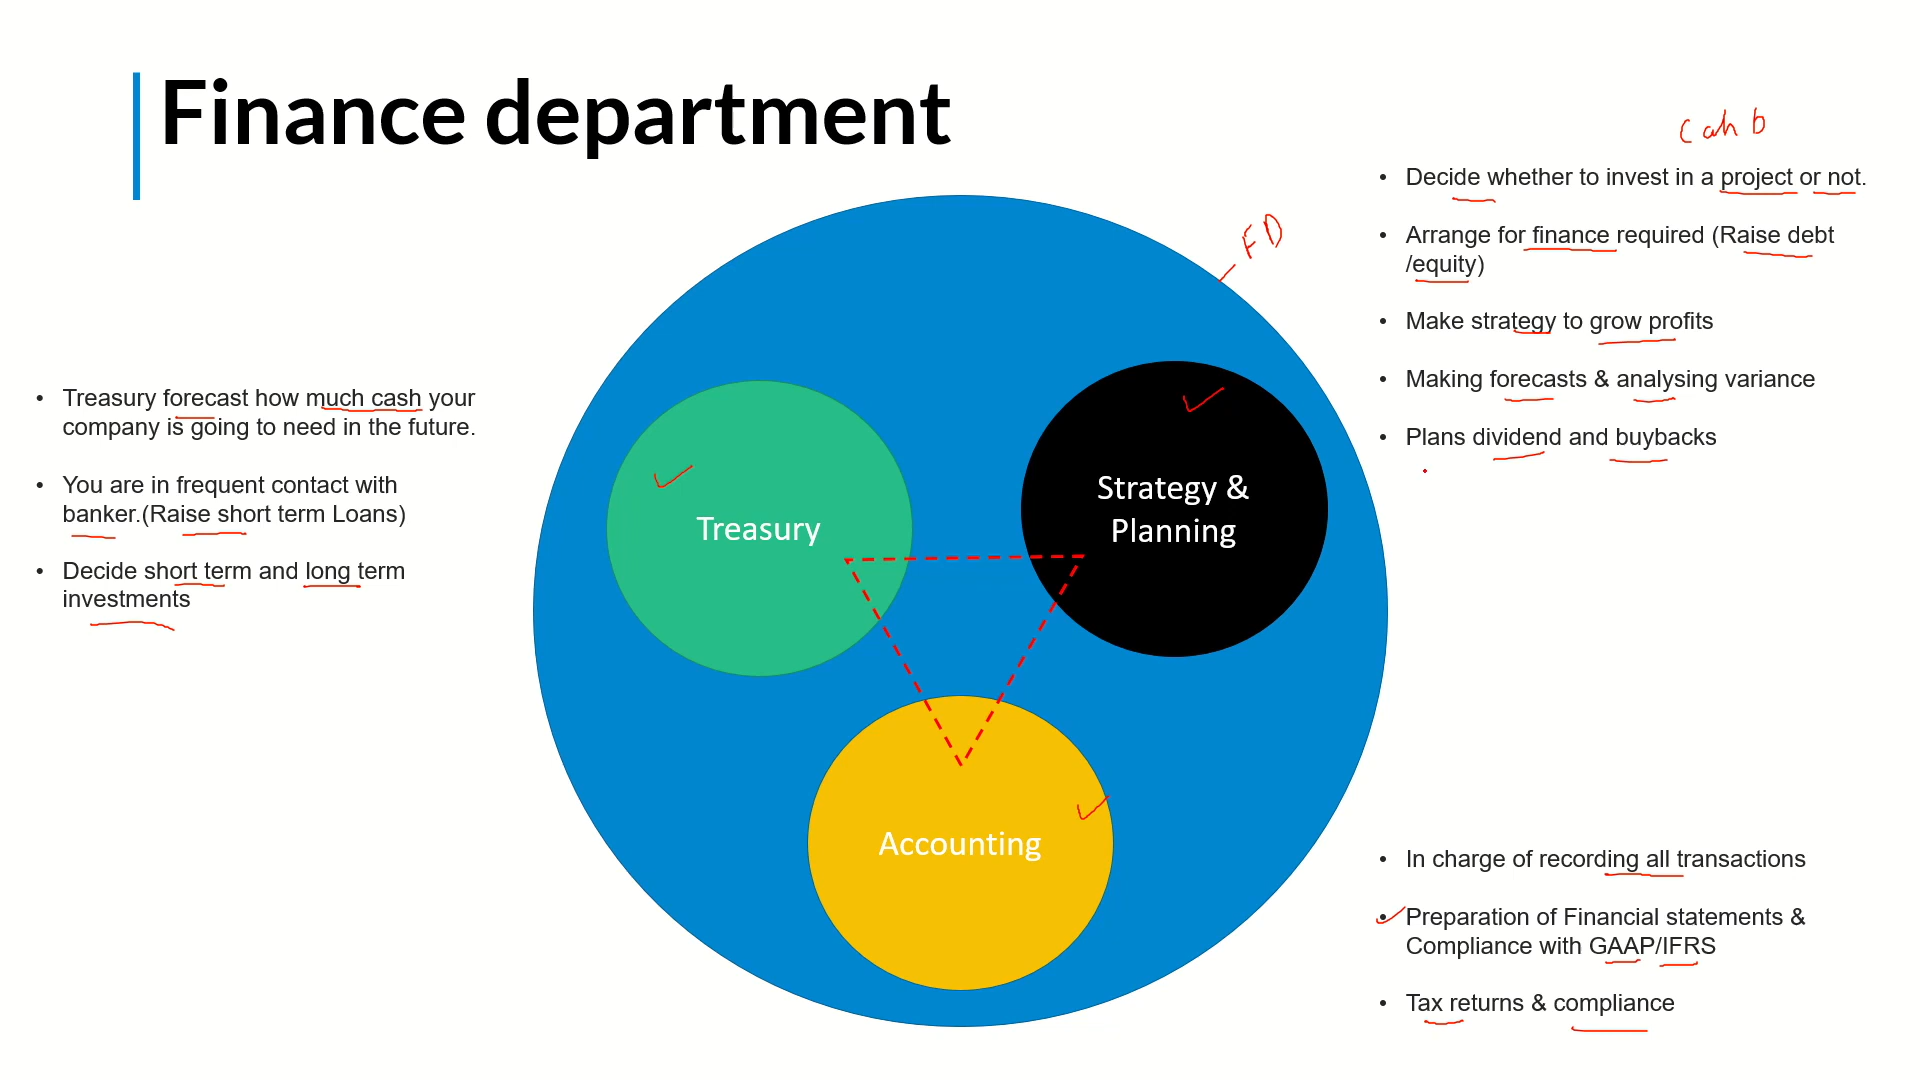 Finance department
Cah b
• Decide whether to invest in a project or not.
• Arrange for finance required (Raise debt
/equity)
• Make strategy to grow profits
• Making forecasts & analysing variance
• Plans dividend and buybacks
FD
• Treasury forecast how much cash your
company is going to need in the future.
• You are in frequent contact with
banker.(Raise short term Loans)
• Decide short term and long term
investments
Treasury
Strategy &
Planning
Accounting
• In charge of recording all transactions
• Preparation of Financial statements &
Compliance with GAAP/IFRS
• Tax returns & compliance